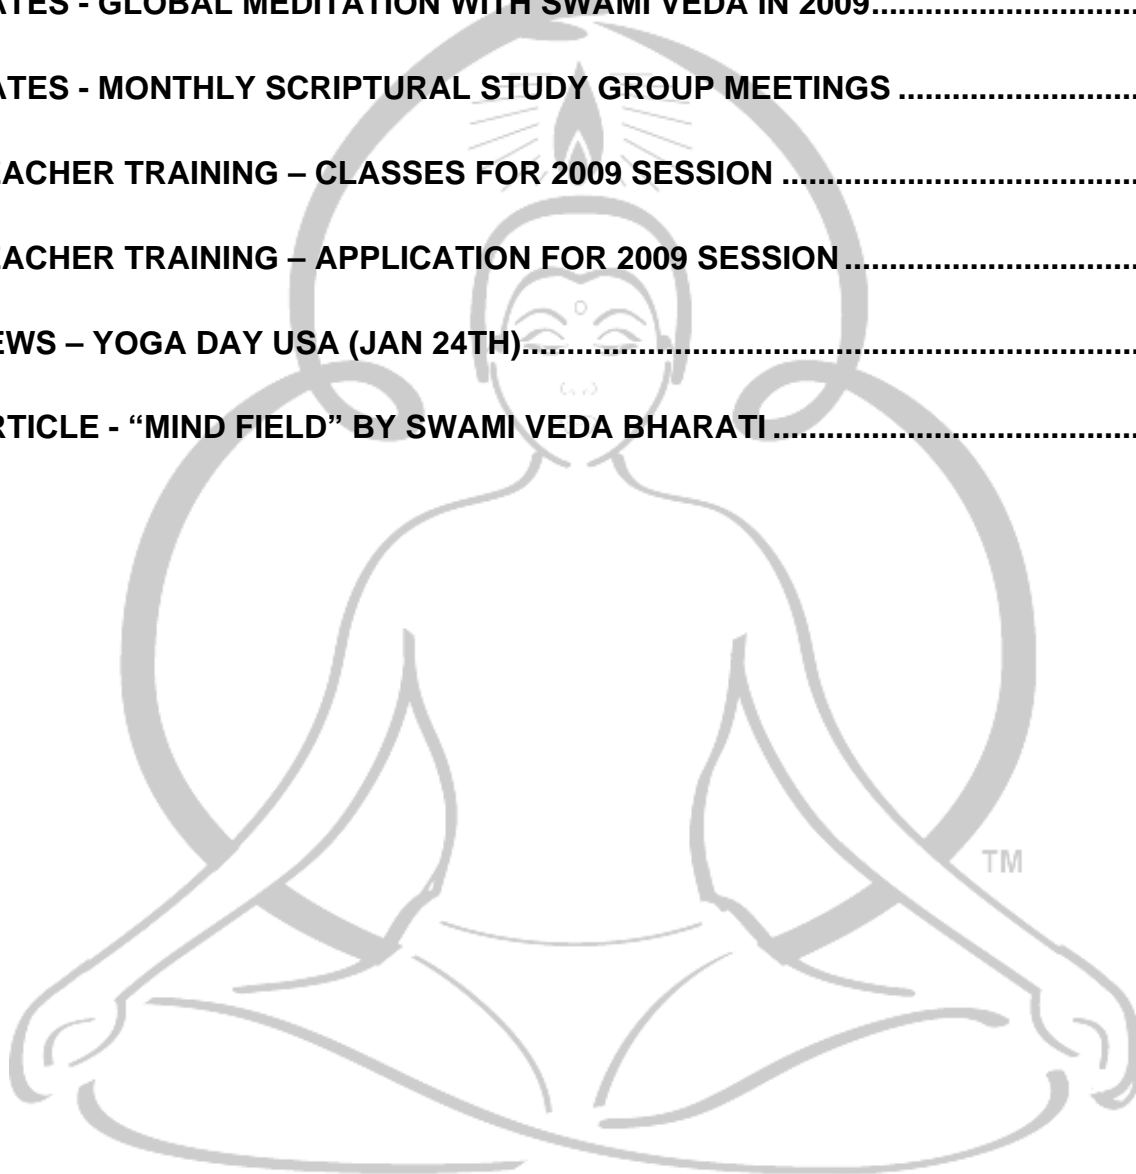 ATES - GLOBAL MEDITATION WITH SWAMI VEDA IN 2009................................
ATES - MONTHLY SCRIPTURAL STUDY GROUP MEETINGS ............................
EACHER TRAINING – CLASSES FOR 2009 SESSION ..........................................
EACHER TRAINING – APPLICATION FOR 2009 SESSION ..................................
EWS – YOGA DAY USA (JAN 24TH)......................................................................
RTICLE - “MIND FIELD” BY SWAMI VEDA BHARATI ..........................................
TM